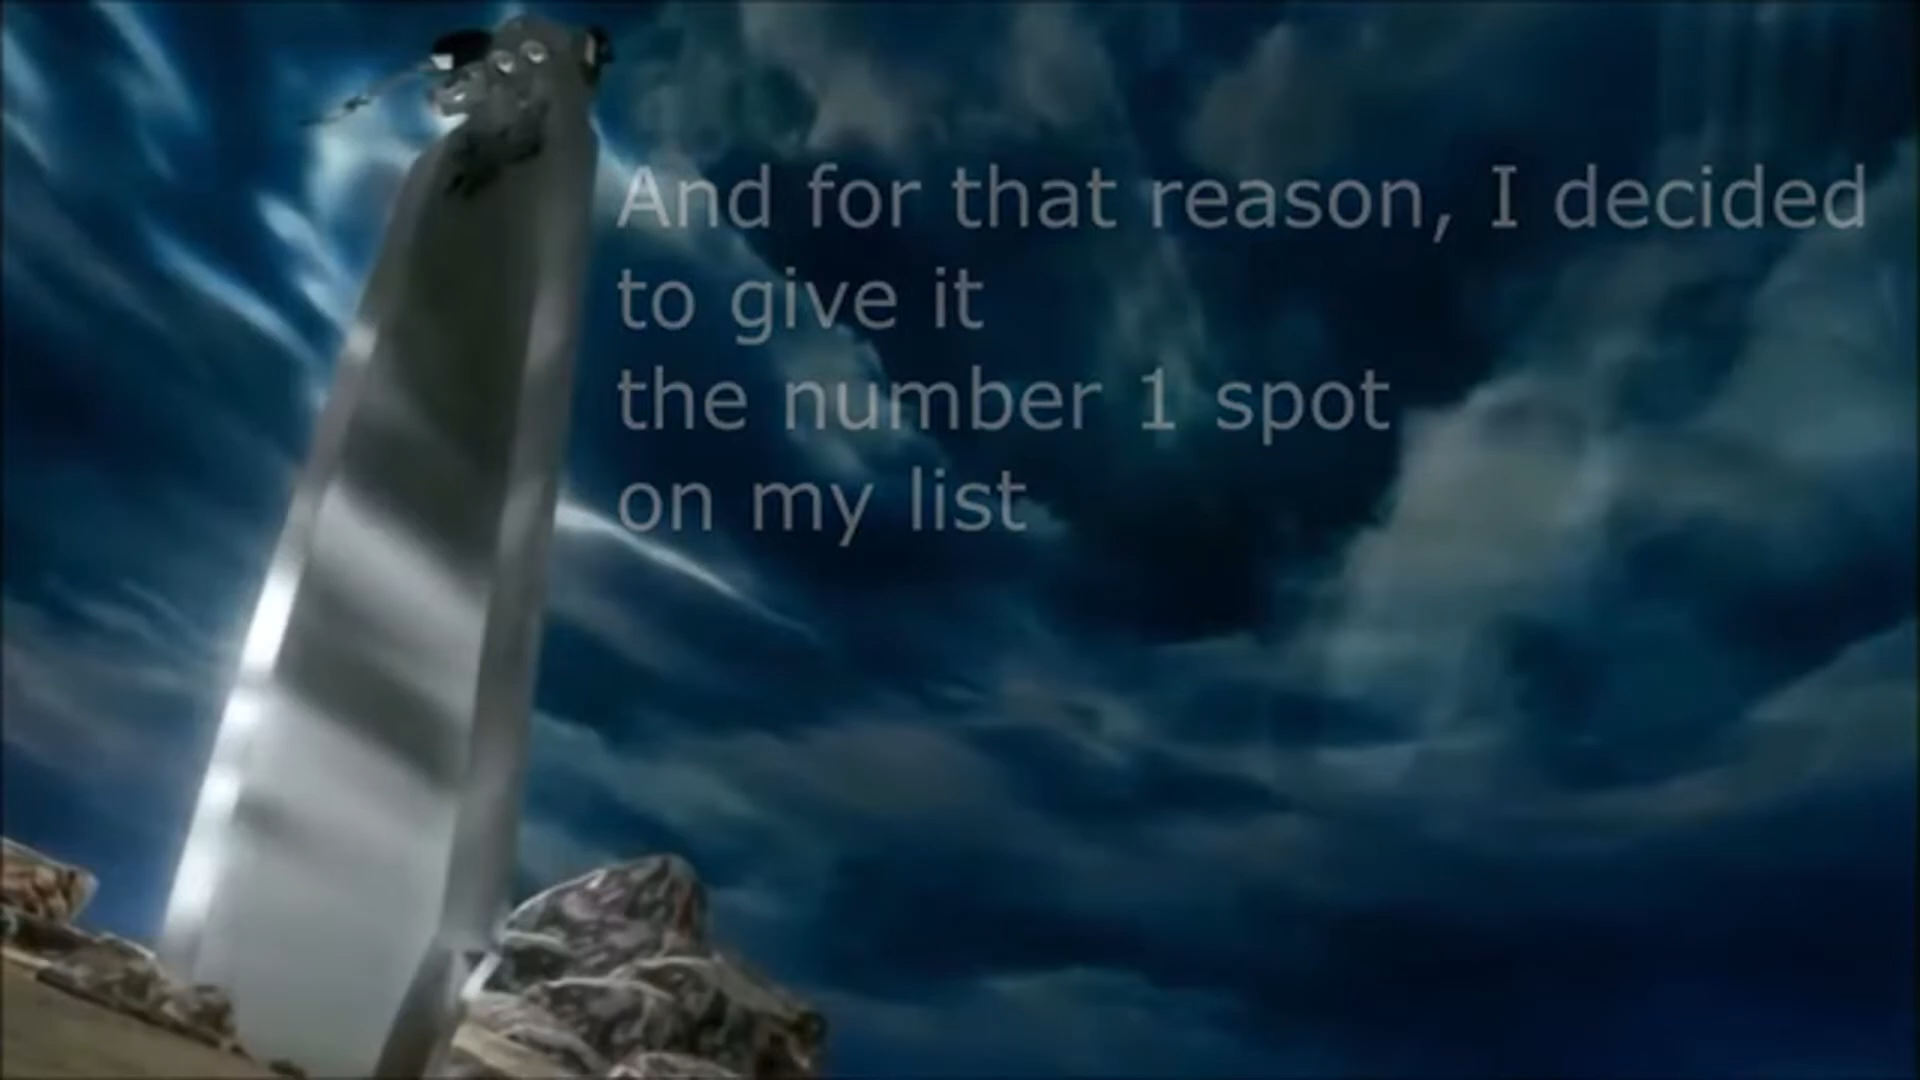 And for that reason, I decided
to give it
the number 1 spot
on my list